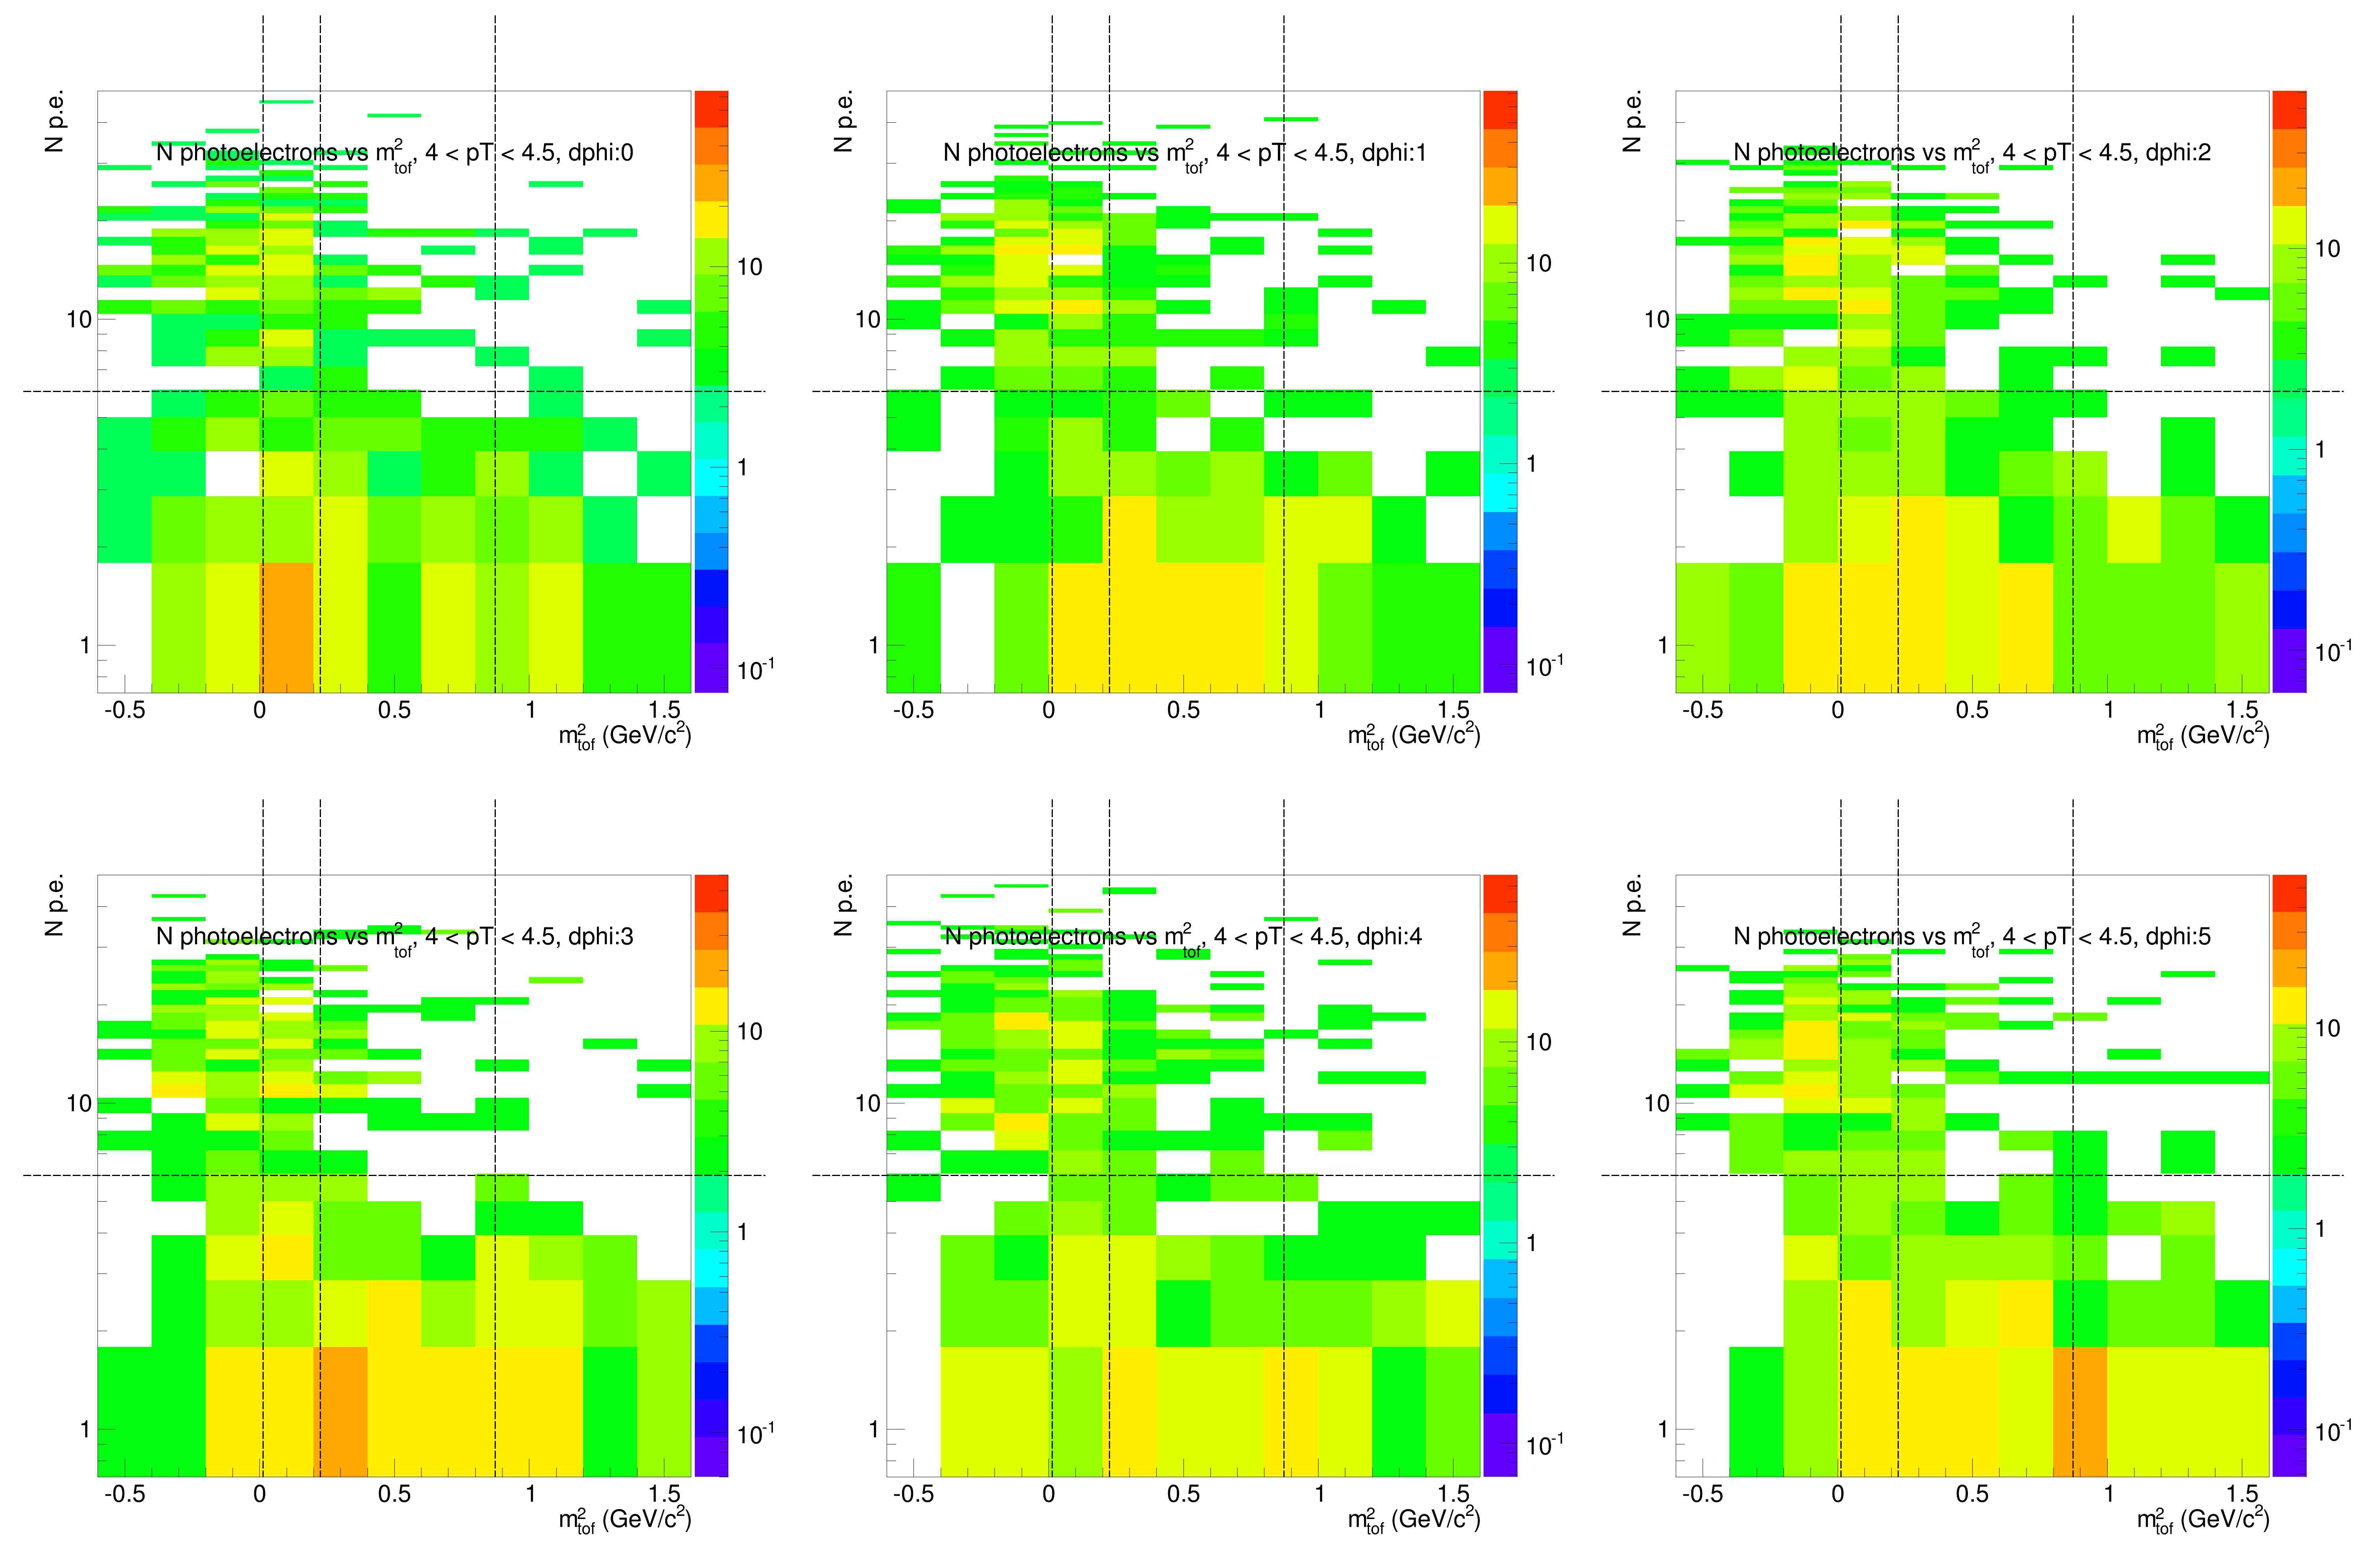 N photoelectrons vs m²tof, 4 < pT < 4.5, dphi:0
N p.e.
10
1
-0.5 0 0.5 1 1.5
m²tof (GeV/c²)
10
1
10⁻¹
N photoelectrons vs m²tof, 4 < pT < 4.5, dphi:1
N p.e.
10
1
-0.5 0 0.5 1 1.5
m²tof (GeV/c²)
10
1
10⁻¹
N photoelectrons vs m²tof, 4 < pT < 4.5, dphi:2
N p.e.
10
1
-0.5 0 0.5 1 1.5
m²tof (GeV/c²)
10
1
10⁻¹
N photoelectrons vs m²tof, 4 < pT < 4.5, dphi:3
N p.e.
10
1
-0.5 0 0.5 1 1.5
m²tof (GeV/c²)
10
1
10⁻¹
N photoelectrons vs m²tof, 4 < pT < 4.5, dphi:4
N p.e.
10
1
-0.5 0 0.5 1 1.5
m²tof (GeV/c²)
10
1
10⁻¹
N photoelectrons vs m²tof, 4 < pT < 4.5, dphi:5
N p.e.
10
1
-0.5 0 0.5 1 1.5
m²tof (GeV/c²)
10
1
10⁻¹